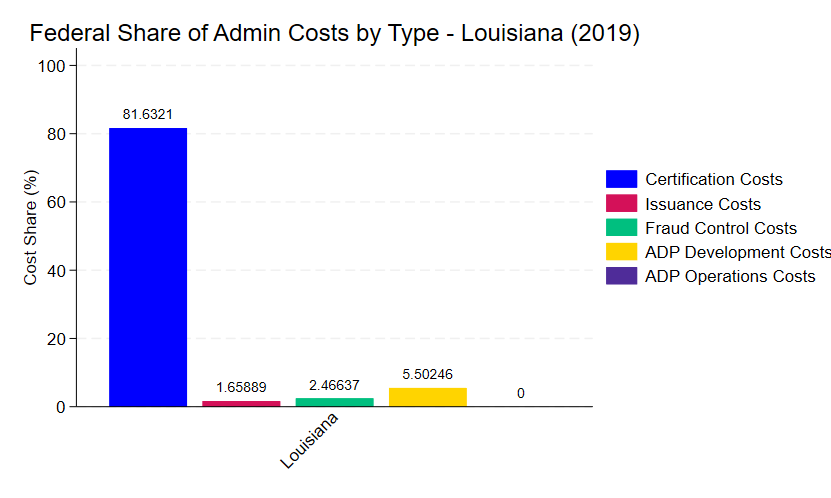 Federal Share of Admin Costs by Type - Louisiana (2019)
Cost Share (%)
100
80
60
40
20
0
81.6321
1.65889
2.46637
5.50246
0
Louisiana
Certification Costs
Issuance Costs
Fraud Control Costs
ADP Development Costs
ADP Operations Costs